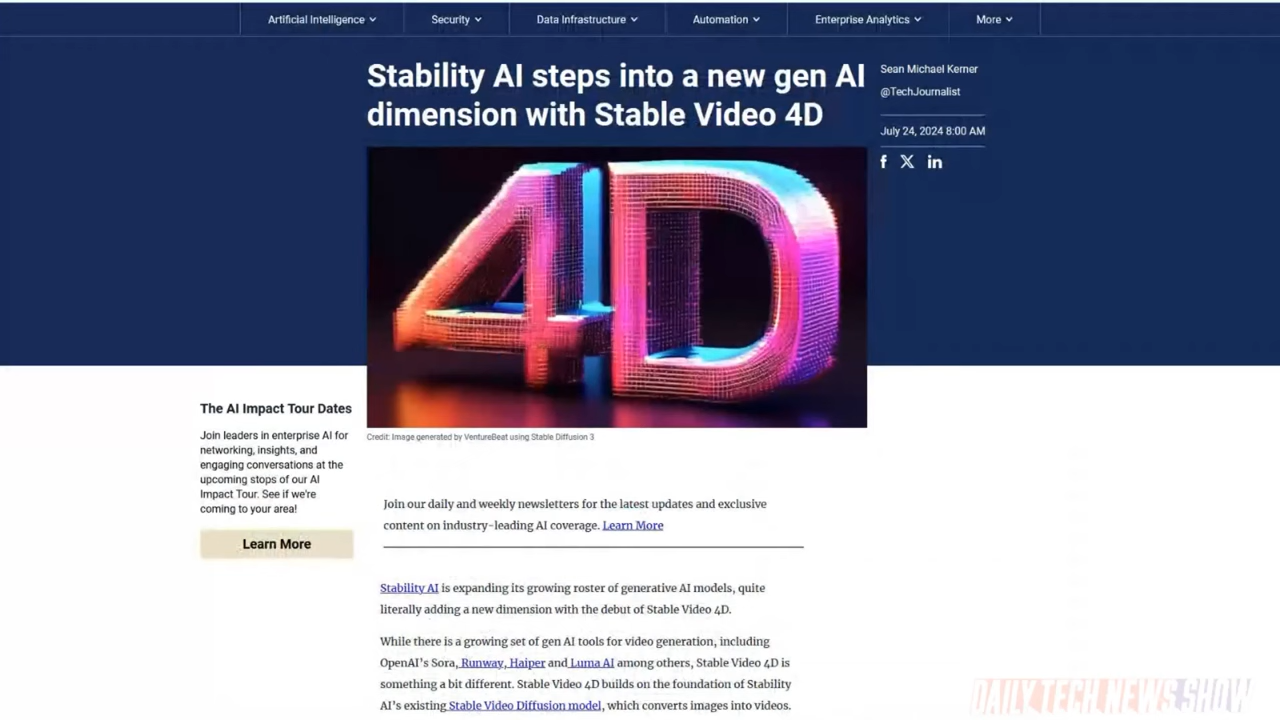 Artificial Intelligence
Security
Data Infrastructure
Automation
Enterprise Analytics
More
Stability AI steps into a new gen AI
dimension with Stable Video 4D
Sean Michael Kerner
@TechJournalist
July 24, 2024 8:00 AM
4D
Credit: Image generated by VentureBeat using Stable Diffusion 3
The AI Impact Tour Dates
Join leaders in enterprise AI for
networking, insights, and
engaging conversations at the
upcoming stops of our AI
Impact Tour. See if we're
coming to your area!
Learn More
Join our daily and weekly newsletters for the latest updates and exclusive
content on industry-leading AI coverage. Learn More
Stability AI is expanding its growing roster of generative AI models, quite
literally adding a new dimension with the debut of Stable Video 4D.
While there is a growing set of gen AI tools for video generation, including
OpenAI's Sora, Runway, Haiper and Luma AI among others, Stable Video 4D is
something a bit different. Stable Video 4D builds on the foundation of Stability
AI's existing Stable Video Diffusion model, which converts images into videos.
DAILY TECH NEWS SHOW